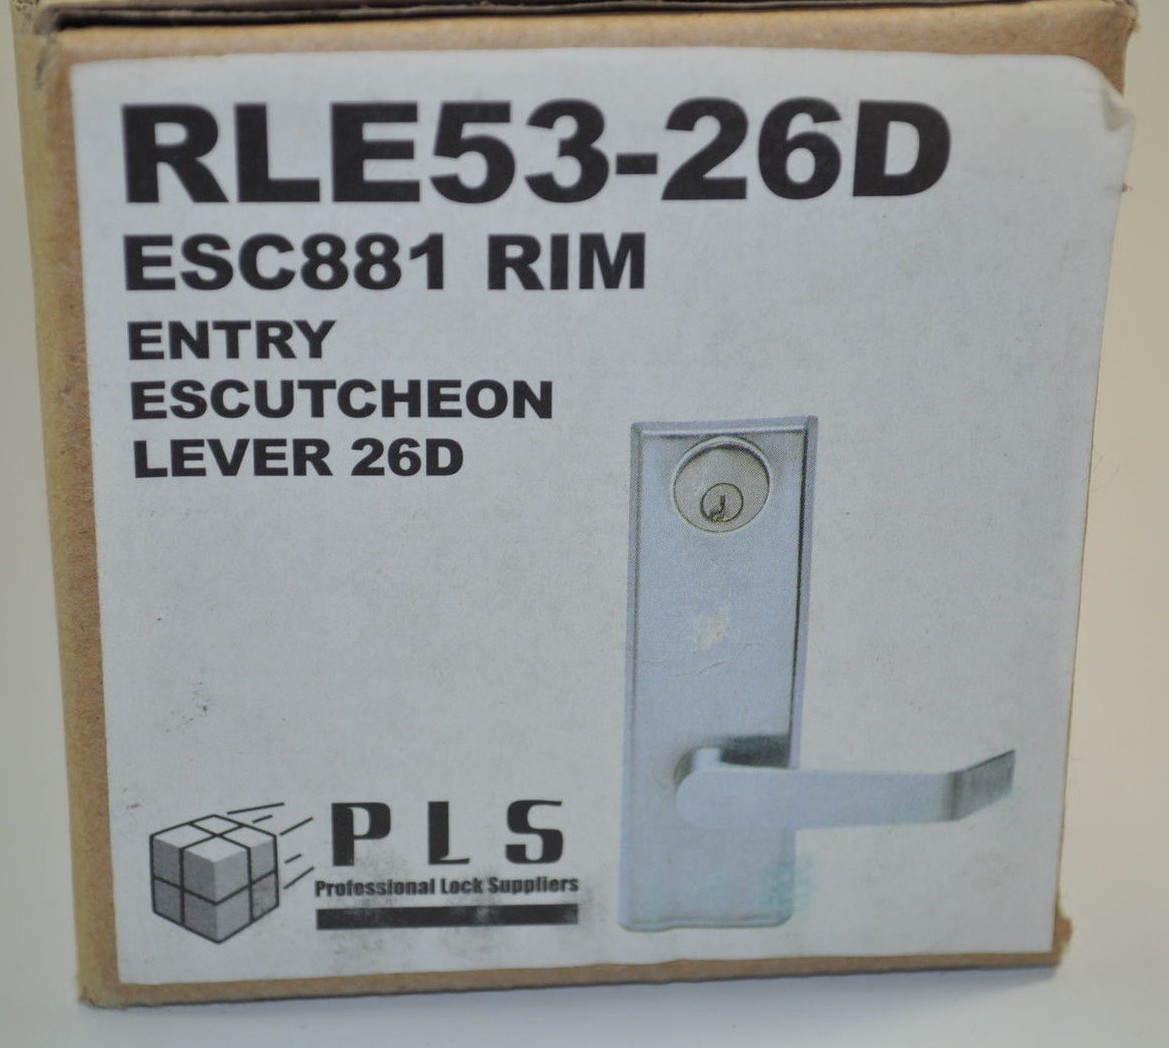 RLE53-26D
ESC881 RIM
ENTRY
ESCUTCHEON
LEVER 26D
PLS
Professional Lock Suppliers